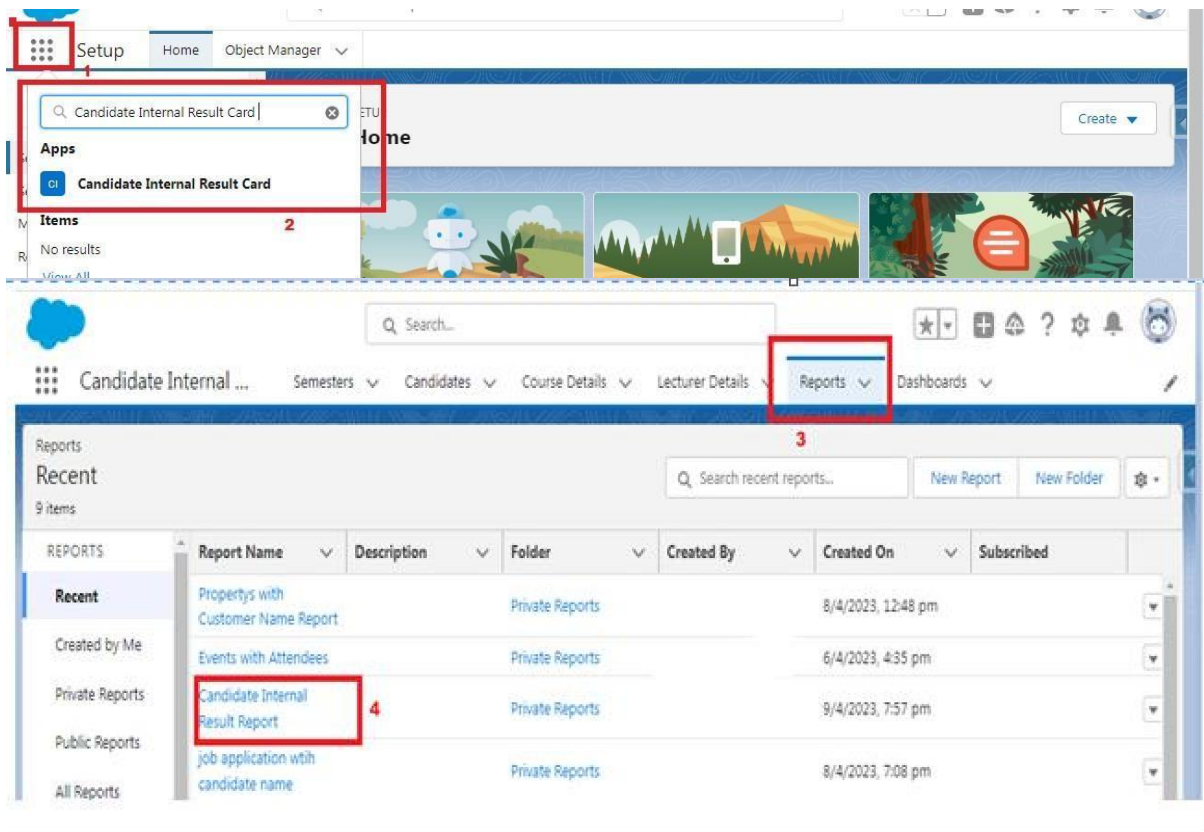 Setup Home Object Manager
1
Candidate Internal Result Card
Apps
CI Candidate Internal Result Card
Items
No results
View All
2
Home
Create
Search...
Candidate Internal ... Semesters Candidates Course Details Lecturer Details Reports Dashboards
3
Reports
Recent
9 items
Search recent reports...
New Report
New Folder
REPORTS
Recent
Created by Me
Private Reports
Public Reports
All Reports
Report Name Description Folder Created By Created On Subscribed
Propertys with
Customer Name Report
Private Reports
8/4/2023, 12:48 pm
Events with Attendees
Private Reports
6/4/2023, 4:35 pm
Candidate Internal
Result Report
4
Private Reports
9/4/2023, 7:57 pm
job application wtih
candidate name
Private Reports
8/4/2023, 7:08 pm